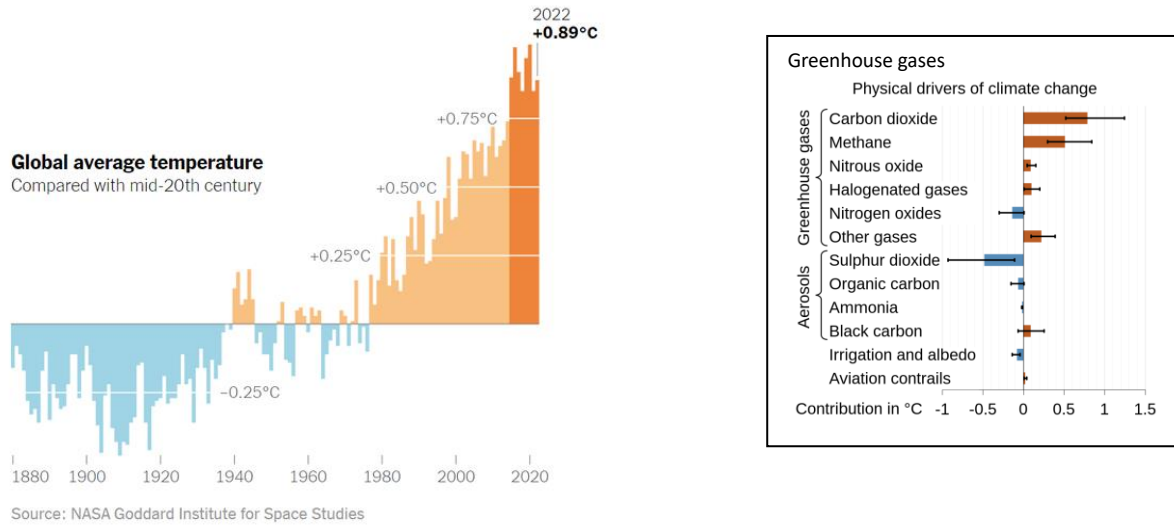 2022
+0.89°C
+0.75°C
Global average temperature
Compared with mid-20th century
+0.50°C
+0.25°C
-0.25°C
1880 1900 1920 1940 1960 1980 2000 2020
Source: NASA Goddard Institute for Space Studies
Greenhouse gases
Physical drivers of climate change
Greenhouse gases
Carbon dioxide
Methane
Nitrous oxide
Halogenated gases
Nitrogen oxides
Other gases
Aerosols
Sulphur dioxide
Organic carbon
Ammonia
Black carbon
Irrigation and albedo
Aviation contrails
Contribution in °C -1 -0.5 0 0.5 1 1.5